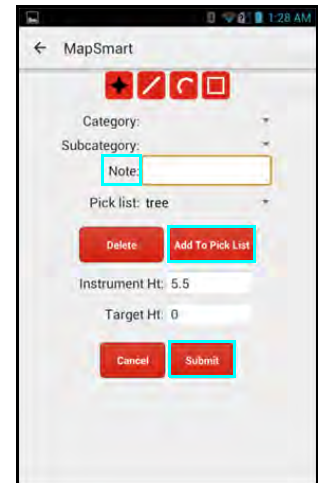 1:28 AM
MapSmart
Category:
Subcategory:
Note:
Pick list: tree
Delete Add To Pick List
Instrument Ht: 5.5
Target Ht: 0
Cancel Submit